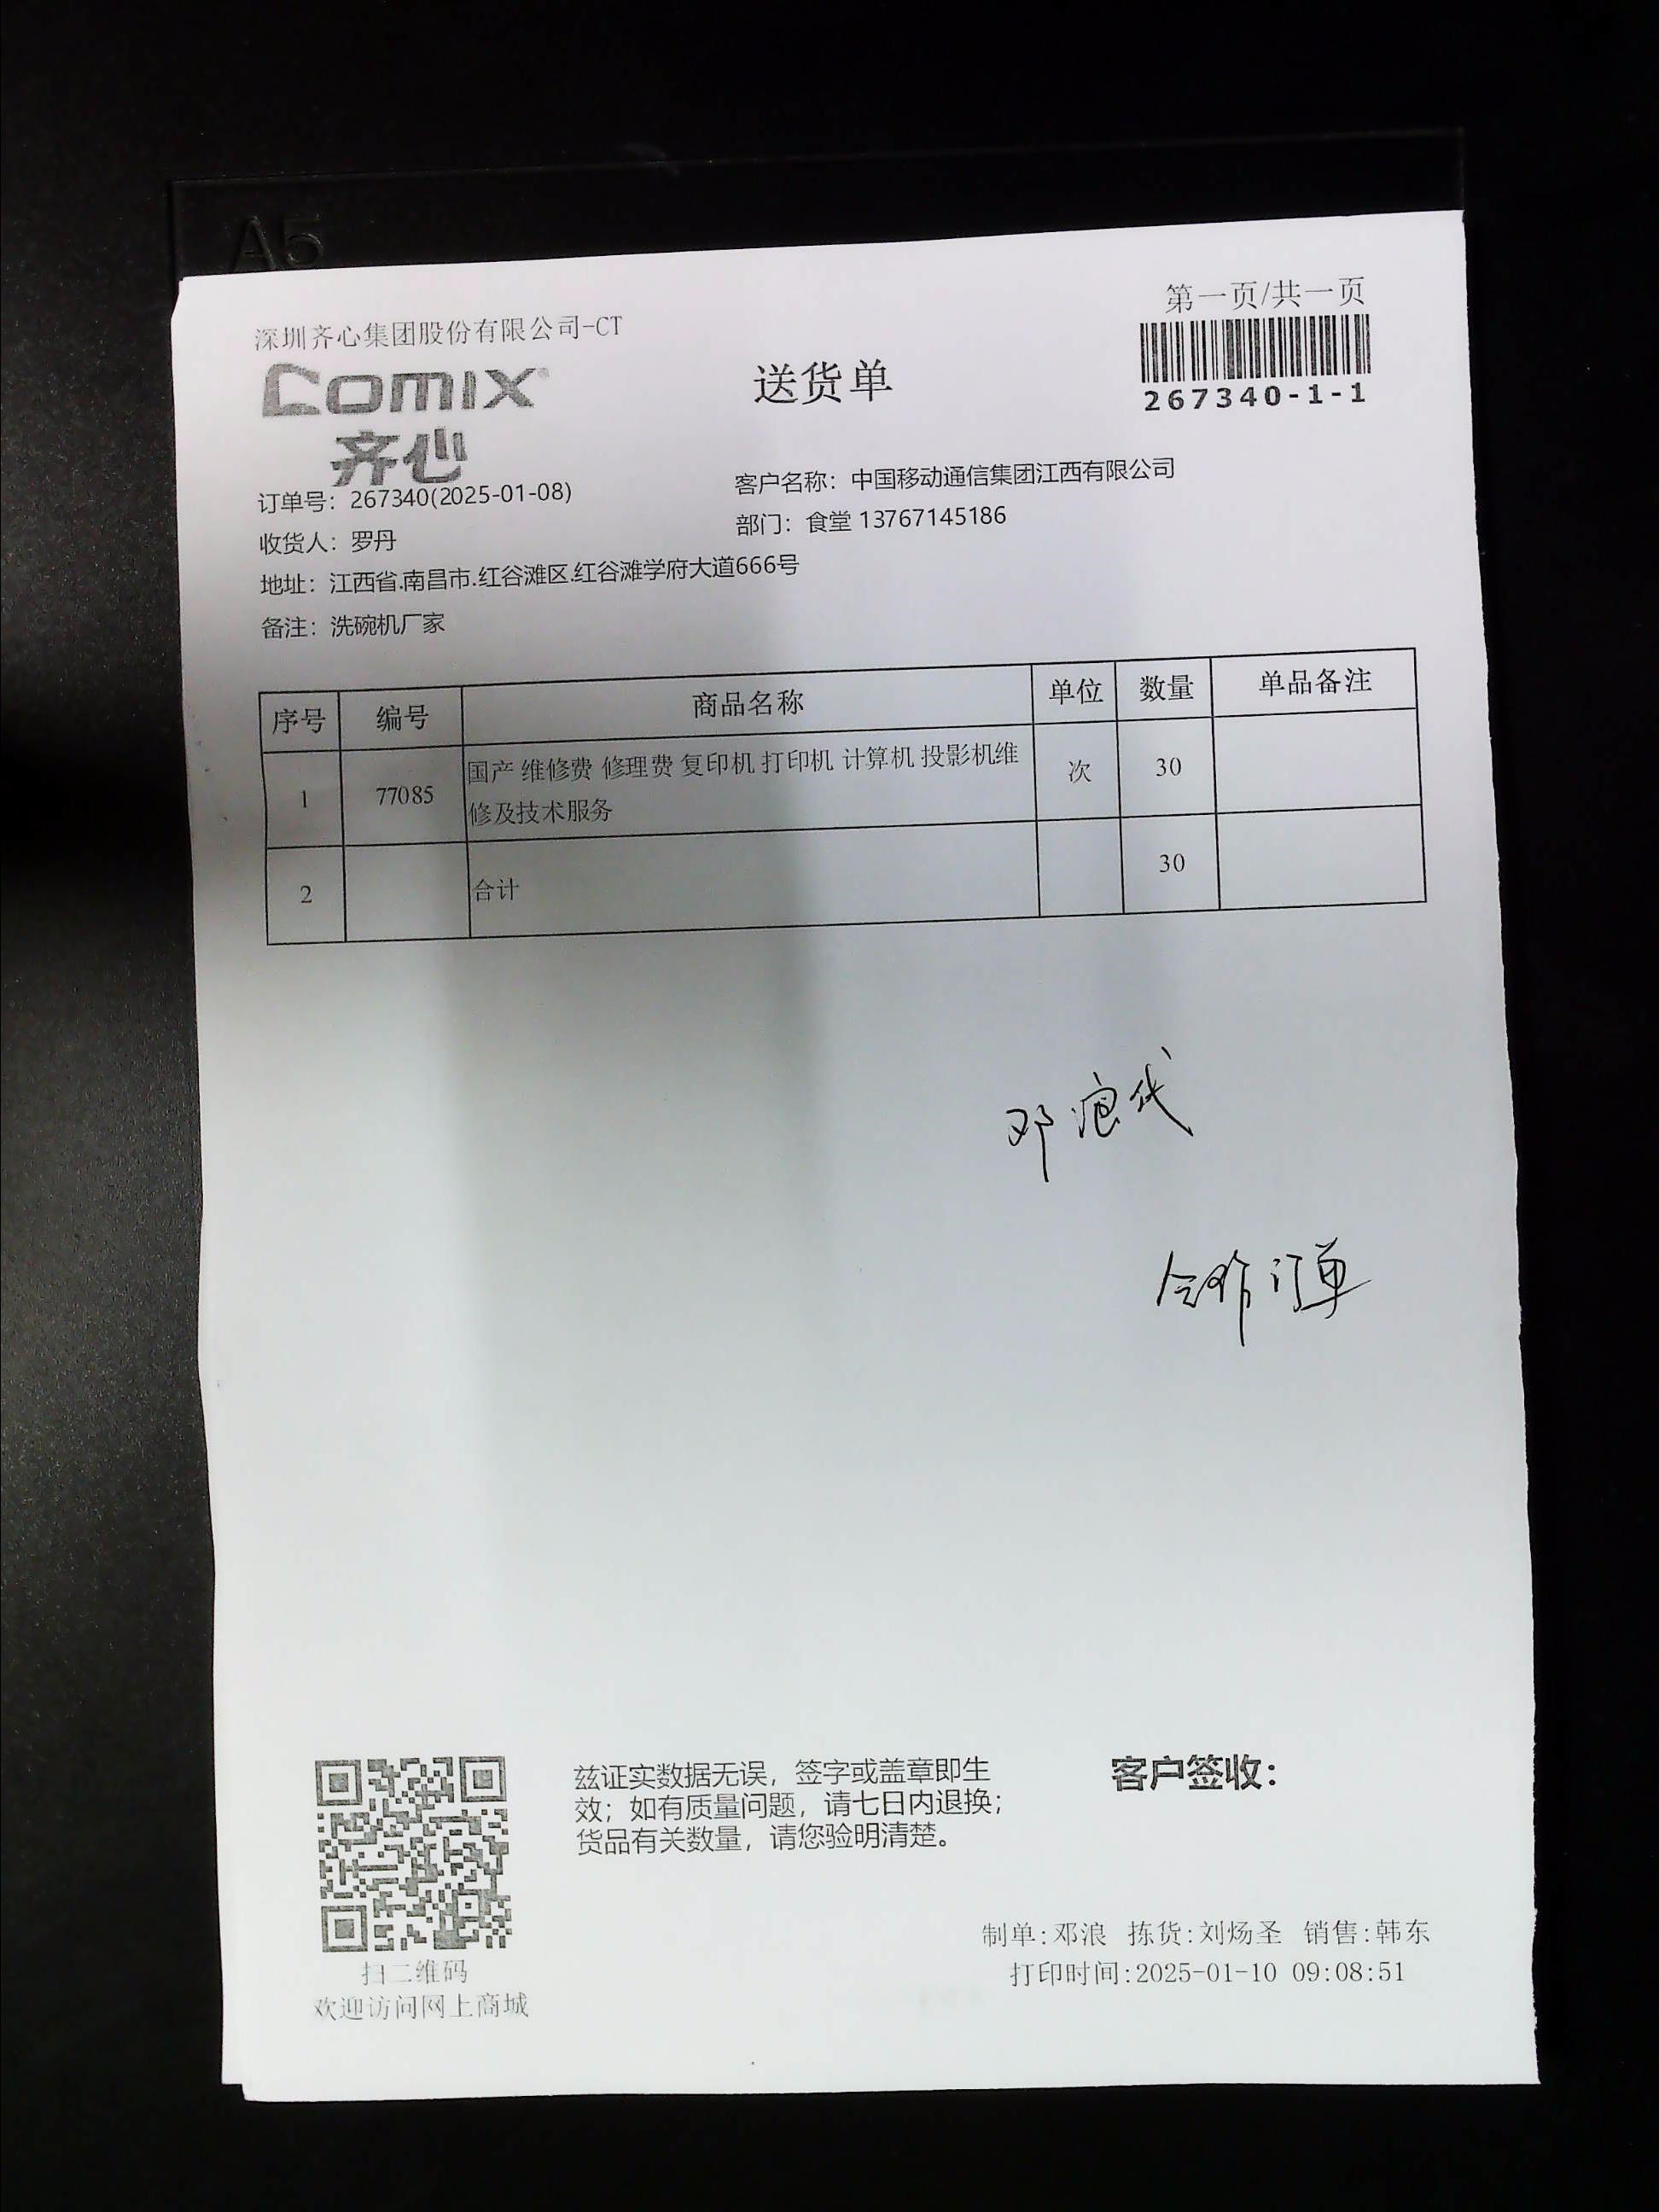 A5
第一页/共一页
深圳齐心集团股份有限公司-CT
COMIX
齐心
送货单
267340-1-1
订单号：267340(2025-01-08)
客户名称：中国移动通信集团江西有限公司
收货人：罗丹
部门：食堂 13767145186
地址：江西省.南昌市.红谷滩区.红谷滩学府大道666号
备注：洗碗机厂家
序号 编号 商品名称 单位 数量 单品备注
1 77085 国产 维修费 修理费 复印机 打印机 计算机 投影机维 次 30
修及技术服务
2 合计 30
邓浪代
合作订单
兹证实数据无误，签字或盖章即生
效；如有质量问题，请七日内退换；
货品有关数量，请您验明清楚。
客户签收：
制单:邓浪 拣货:刘炀圣 销售:韩东
打印时间:2025-01-10 09:08:51
扫二维码
欢迎访问网上商城